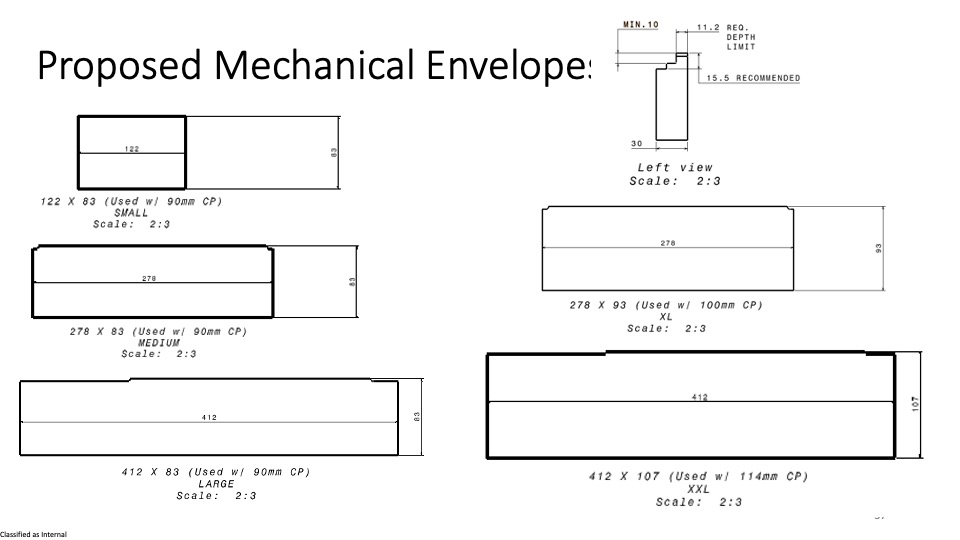 Proposed Mechanical Envelopes
MIN.10
11.2 REQ.
DEPTH
LIMIT
15.5 RECOMMENDED
30
Left view
Scale: 2:3
122
83
122 X 83 (Used w/ 90mm CP)
SMALL
Scale: 2:3
278
83
278 X 83 (Used w/ 90mm CP)
MEDIUM
Scale: 2:3
412
83
412 X 83 (Used w/ 90mm CP)
LARGE
Scale: 2:3
278
93
278 X 93 (Used w/ 100mm CP)
XL
Scale: 2:3
412
107
412 X 107 (Used w/ 114mm CP)
XXL
Scale: 2:3
Classified as Internal